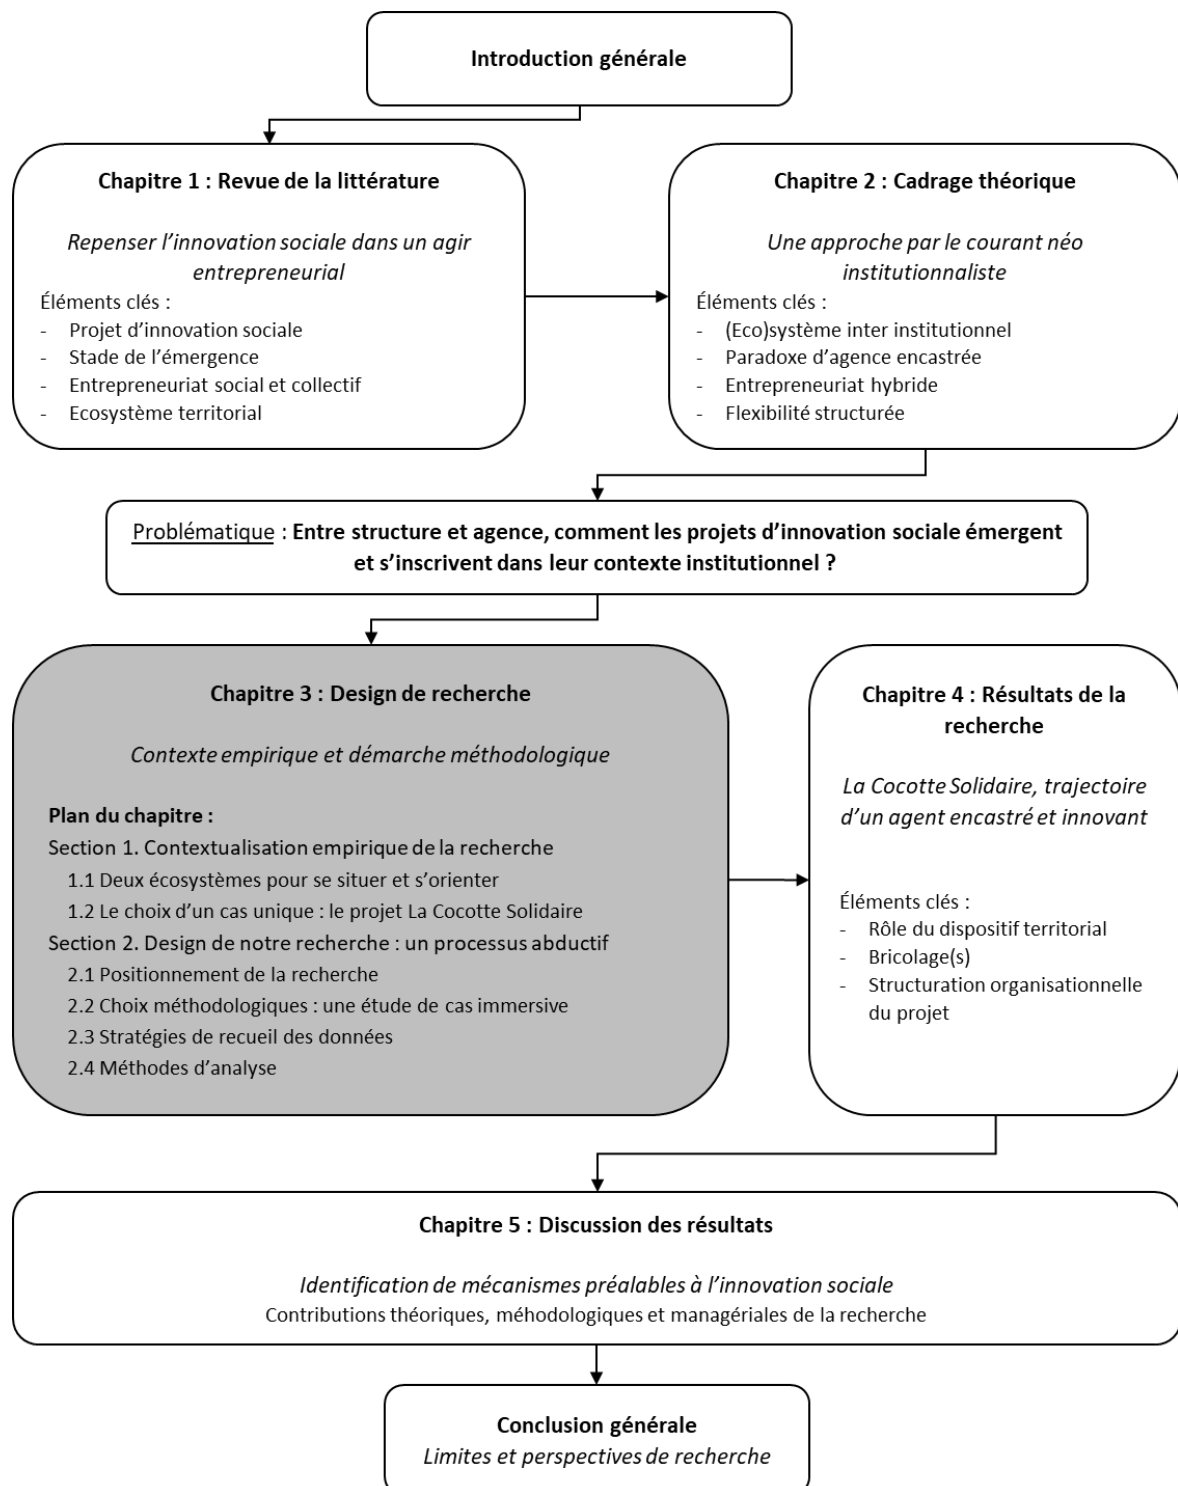 Introduction générale
Chapitre 1 : Revue de la littérature
Repenser l'innovation sociale dans un agir
entrepreneurial
Éléments clés :
- Projet d'innovation sociale
- Stade de l'émergence
- Entrepreneuriat social et collectif
- Ecosystème territorial
Chapitre 2 : Cadrage théorique
Une approche par le courant néo
institutionnaliste
Éléments clés :
- (Eco)système inter institutionnel
- Paradoxe d'agence encastrée
- Entrepreneuriat hybride
- Flexibilité structurée
Problématique : Entre structure et agence, comment les projets d'innovation sociale émergent
et s'inscrivent dans leur contexte institutionnel ?
Chapitre 3 : Design de recherche
Contexte empirique et démarche méthodologique
Plan du chapitre :
Section 1. Contextualisation empirique de la recherche
1.1 Deux écosystèmes pour se situer et s'orienter
1.2 Le choix d'un cas unique : le projet La Cocotte Solidaire
Section 2. Design de notre recherche : un processus abductif
2.1 Positionnement de la recherche
2.2 Choix méthodologiques : une étude de cas immersive
2.3 Stratégies de recueil des données
2.4 Méthodes d'analyse
Chapitre 4 : Résultats de la
recherche
La Cocotte Solidaire, trajectoire
d'un agent encastré et innovant
Éléments clés :
- Rôle du dispositif territorial
- Bricolage(s)
- Structuration organisationnelle
du projet
Chapitre 5 : Discussion des résultats
Identification de mécanismes préalables à l'innovation sociale
Contributions théoriques, méhodologiques et managériales de la recherche
Conclusion générale
Limites et perspectives de recherche